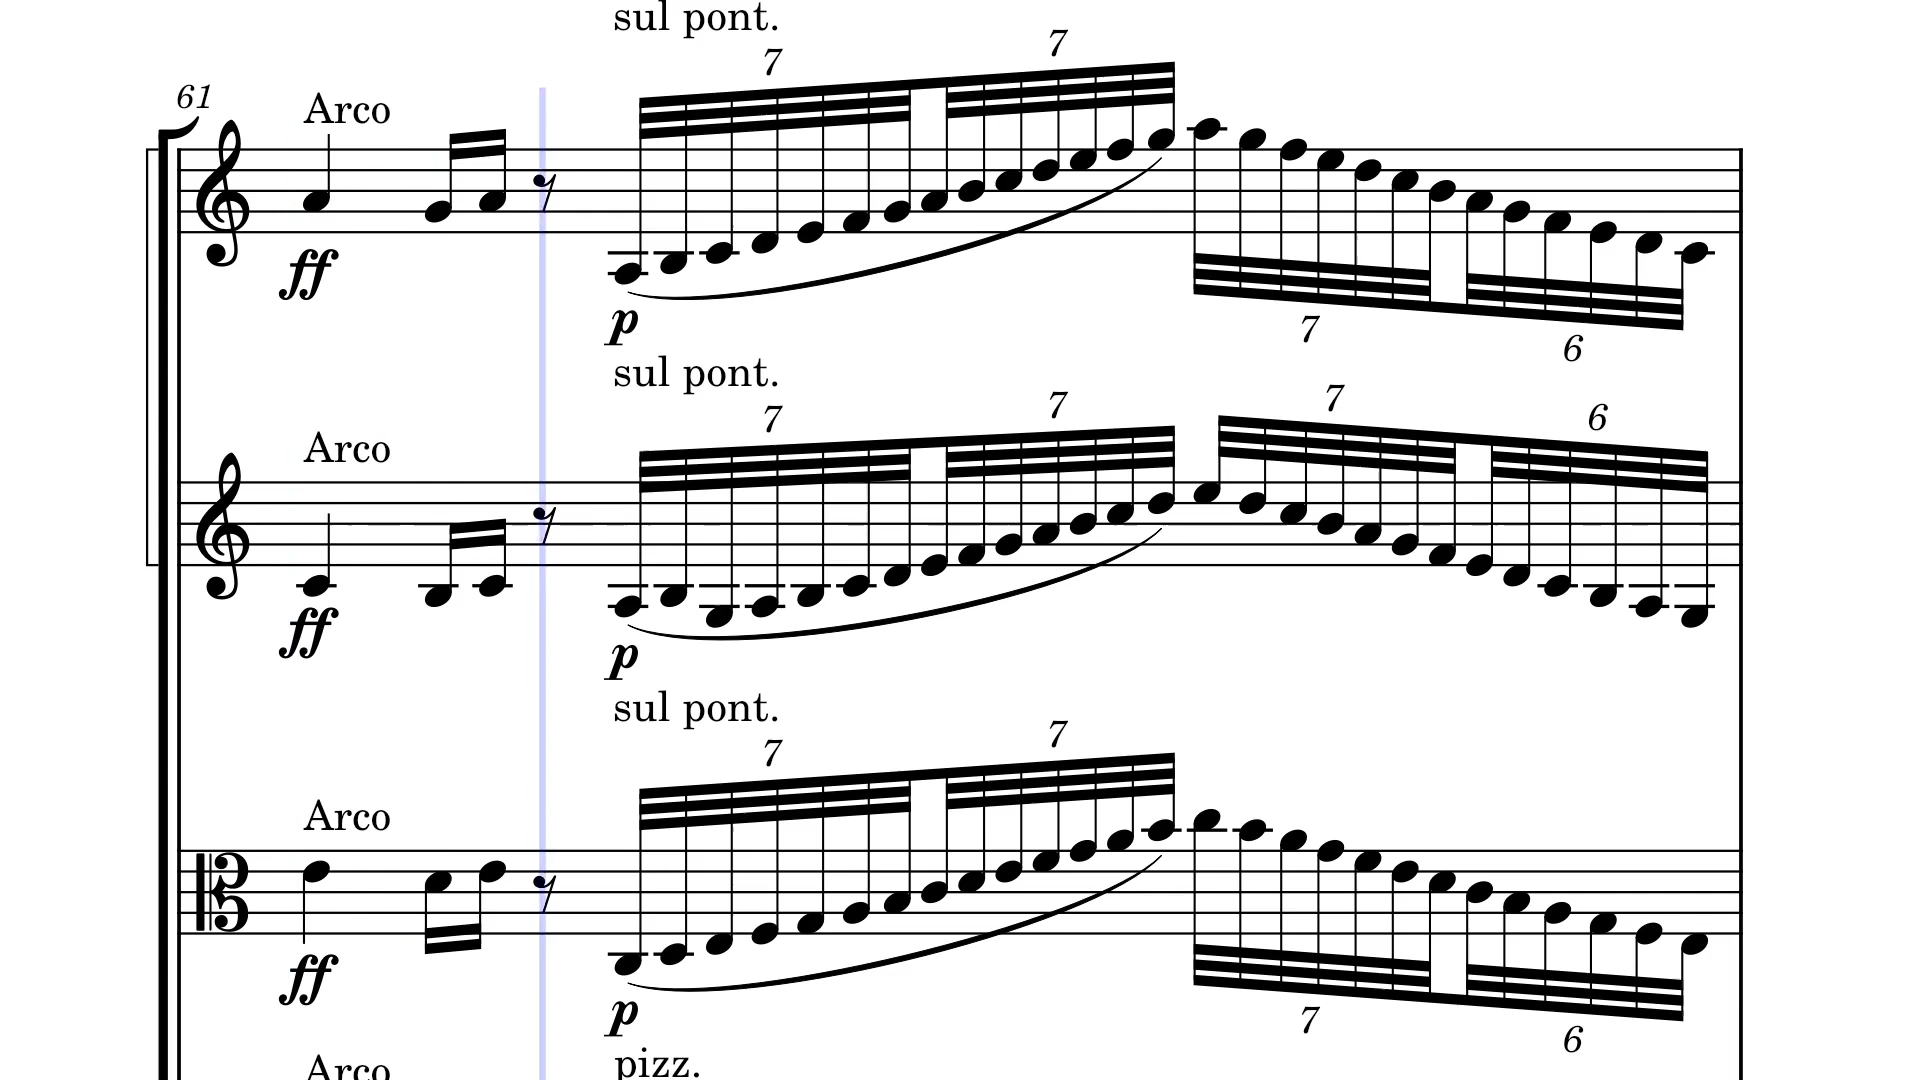 sul pont.
7 7
61 Arco
ff
p
7 6
sul pont.
7 7 7 6
Arco
ff
p
sul pont.
7 7
Arco
ff
p
7 6
Arco pizz.